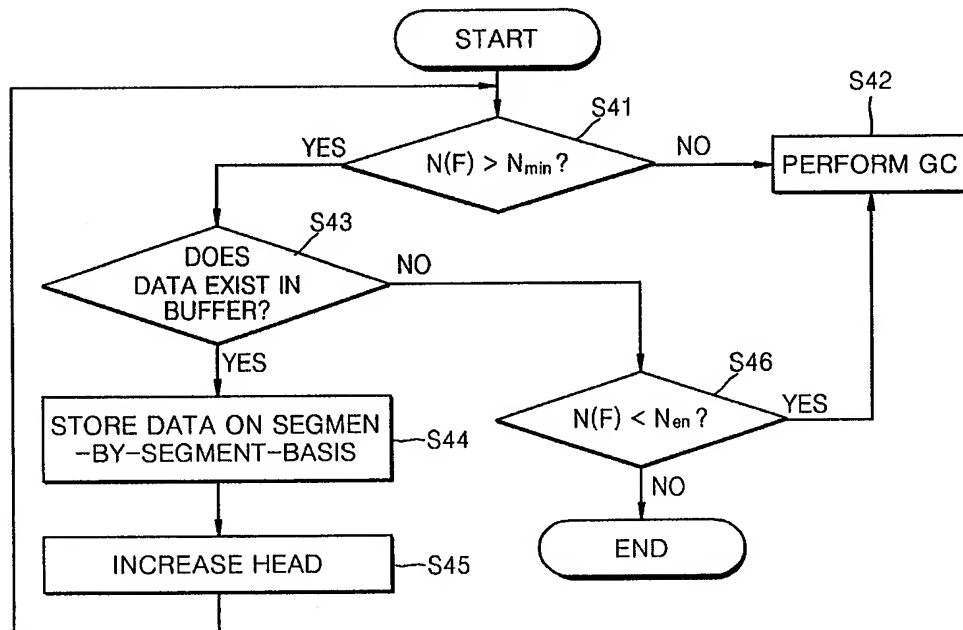 START
S41
N(F) > Nmin ?
YES
NO
S42
PERFORM GC
S43
DOES
DATA EXIST IN
BUFFER?
NO
YES
S46
N(F) < Nen ?
YES
NO
STORE DATA ON SEGMEN
-BY-SEGMENT-BASIS
S44
INCREASE HEAD
S45
END